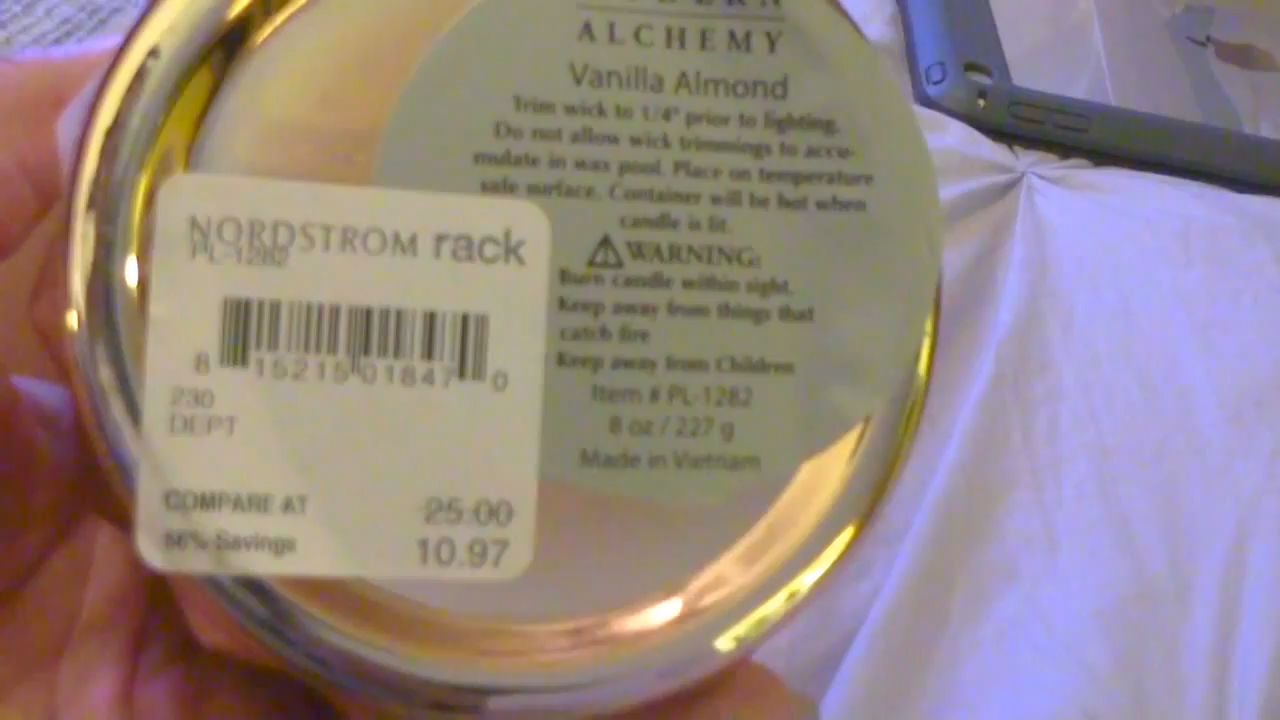 ALCHEMY
Vanilla Almond
Trim wick to 1/4" prior to lighting.
Do not allow wick trimmings to accu-
mulate in wax pool. Place on temperature
safe surface. Container will be hot when
candle is lit.
WARNING:
Burn candle within sight.
Keep away from things that
catch fire
Keep away from Children
Item # PL-1282
8 oz / 227 g
Made in Vietnam
NORDSTROM rack
PL-1282
8 15215 01847 0
230
DEPT
COMPARE AT 25.00
56% Savings 10.97